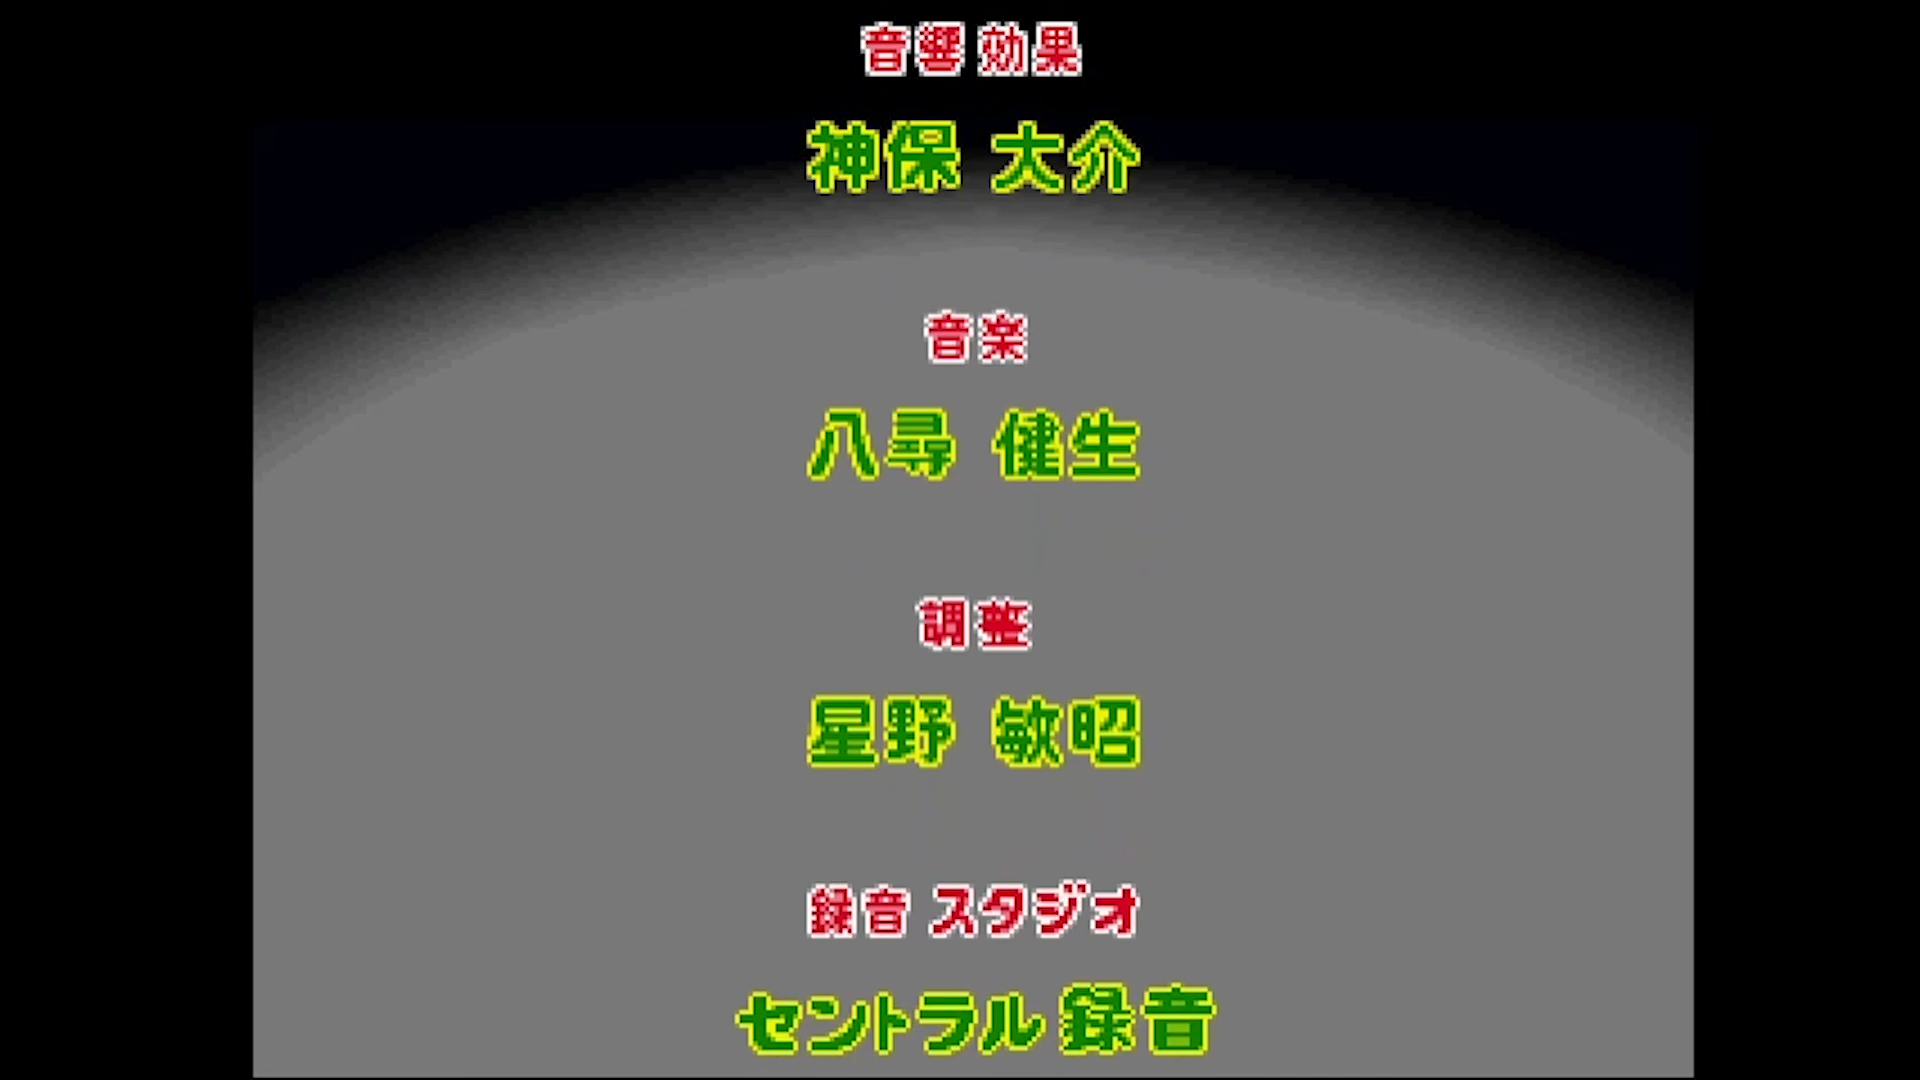 音響 効果
神保 大介
音楽
八尋 健生
調整
星野 敏昭
録音 スタジオ
セントラル録音